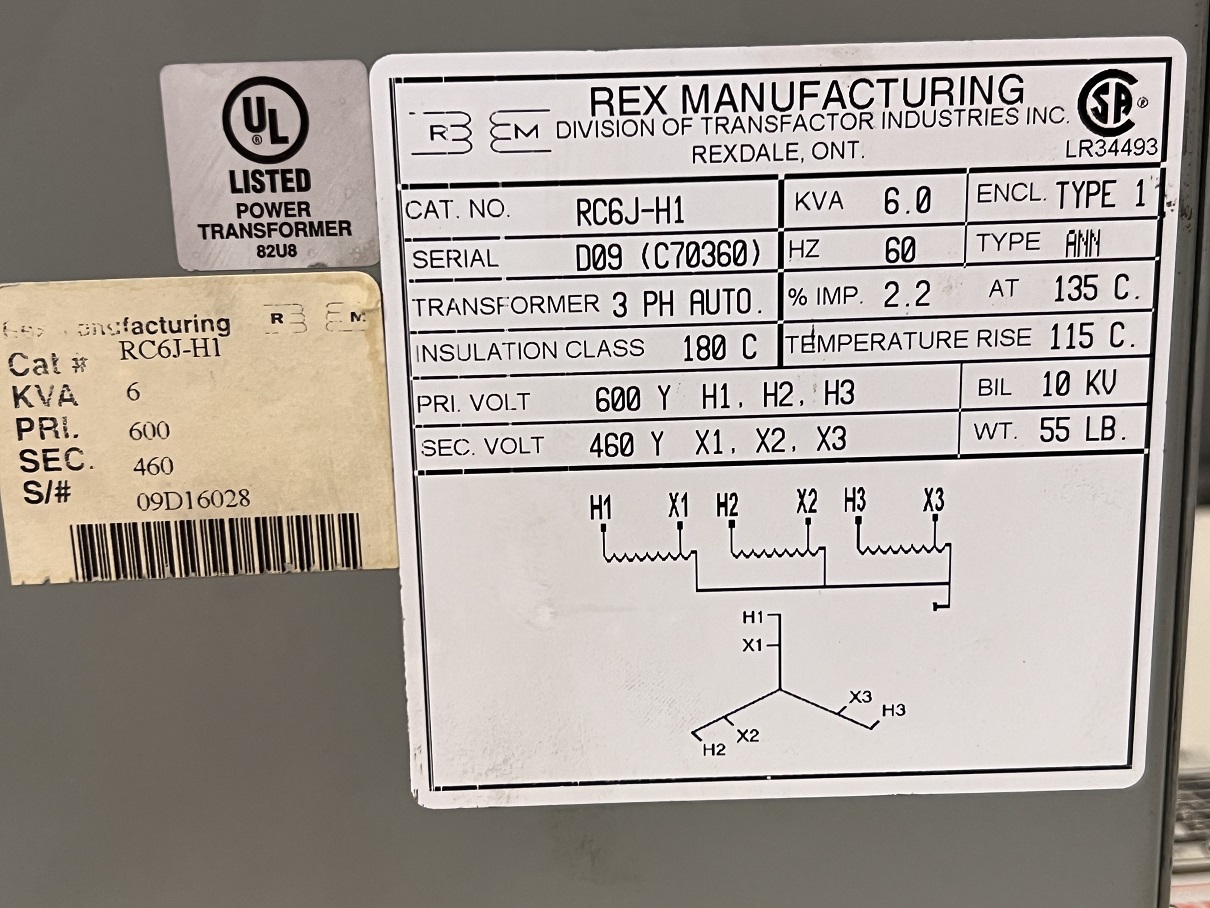 UL
®
LISTED
POWER
TRANSFORMER
82U8
Manufacturing R EM
Cat # RC6J-H1
KVA 6
PRI. 600
SEC. 460
S/# 09D16028
R EM REX MANUFACTURING SA ®
DIVISION OF TRANSFACTOR INDUSTRIES INC.
REXDALE, ONT. LR34493
CAT. NO. RC6J-H1 KVA 6.0 ENCL. TYPE 1
SERIAL D09 (C70360) HZ 60 TYPE ANN
TRANSFORMER 3 PH AUTO. % IMP. 2.2 AT 135 C.
INSULATION CLASS 180 C TEMPERATURE RISE 115 C.
PRI. VOLT 600 Y H1, H2, H3 BIL 10 KV
SEC. VOLT 460 Y X1, X2, X3 WT. 55 LB.
H1 X1 H2 X2 H3 X3
H1
X1
X3
H3
X2
H2